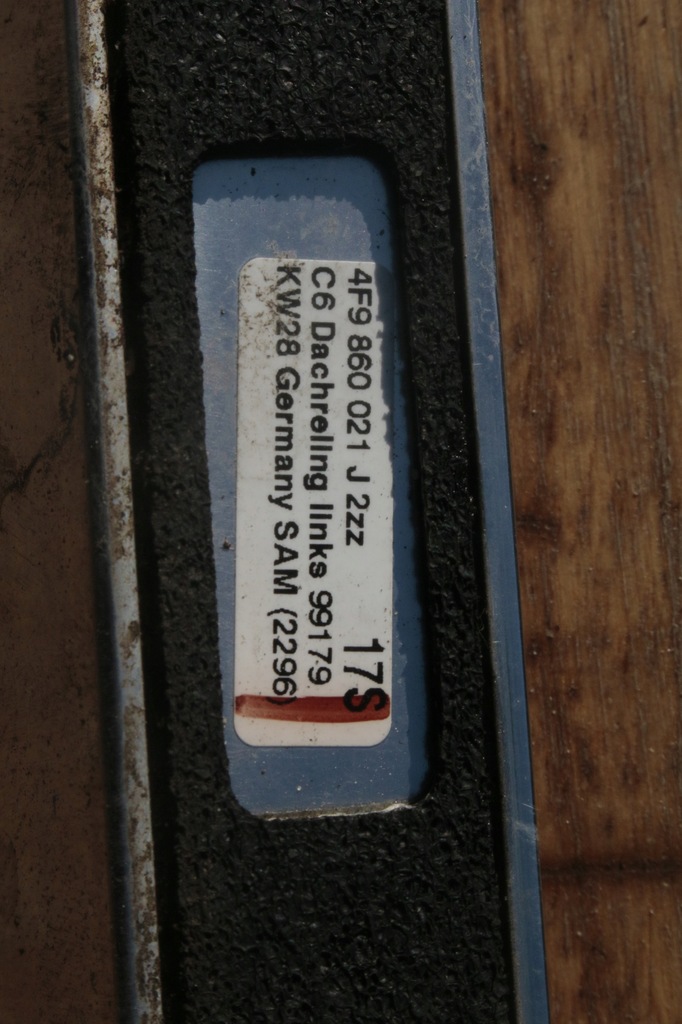 4F9 860 021 J 2zz
C6 Dachreling links 99179
KW28 Germany SAM (2296)
17S